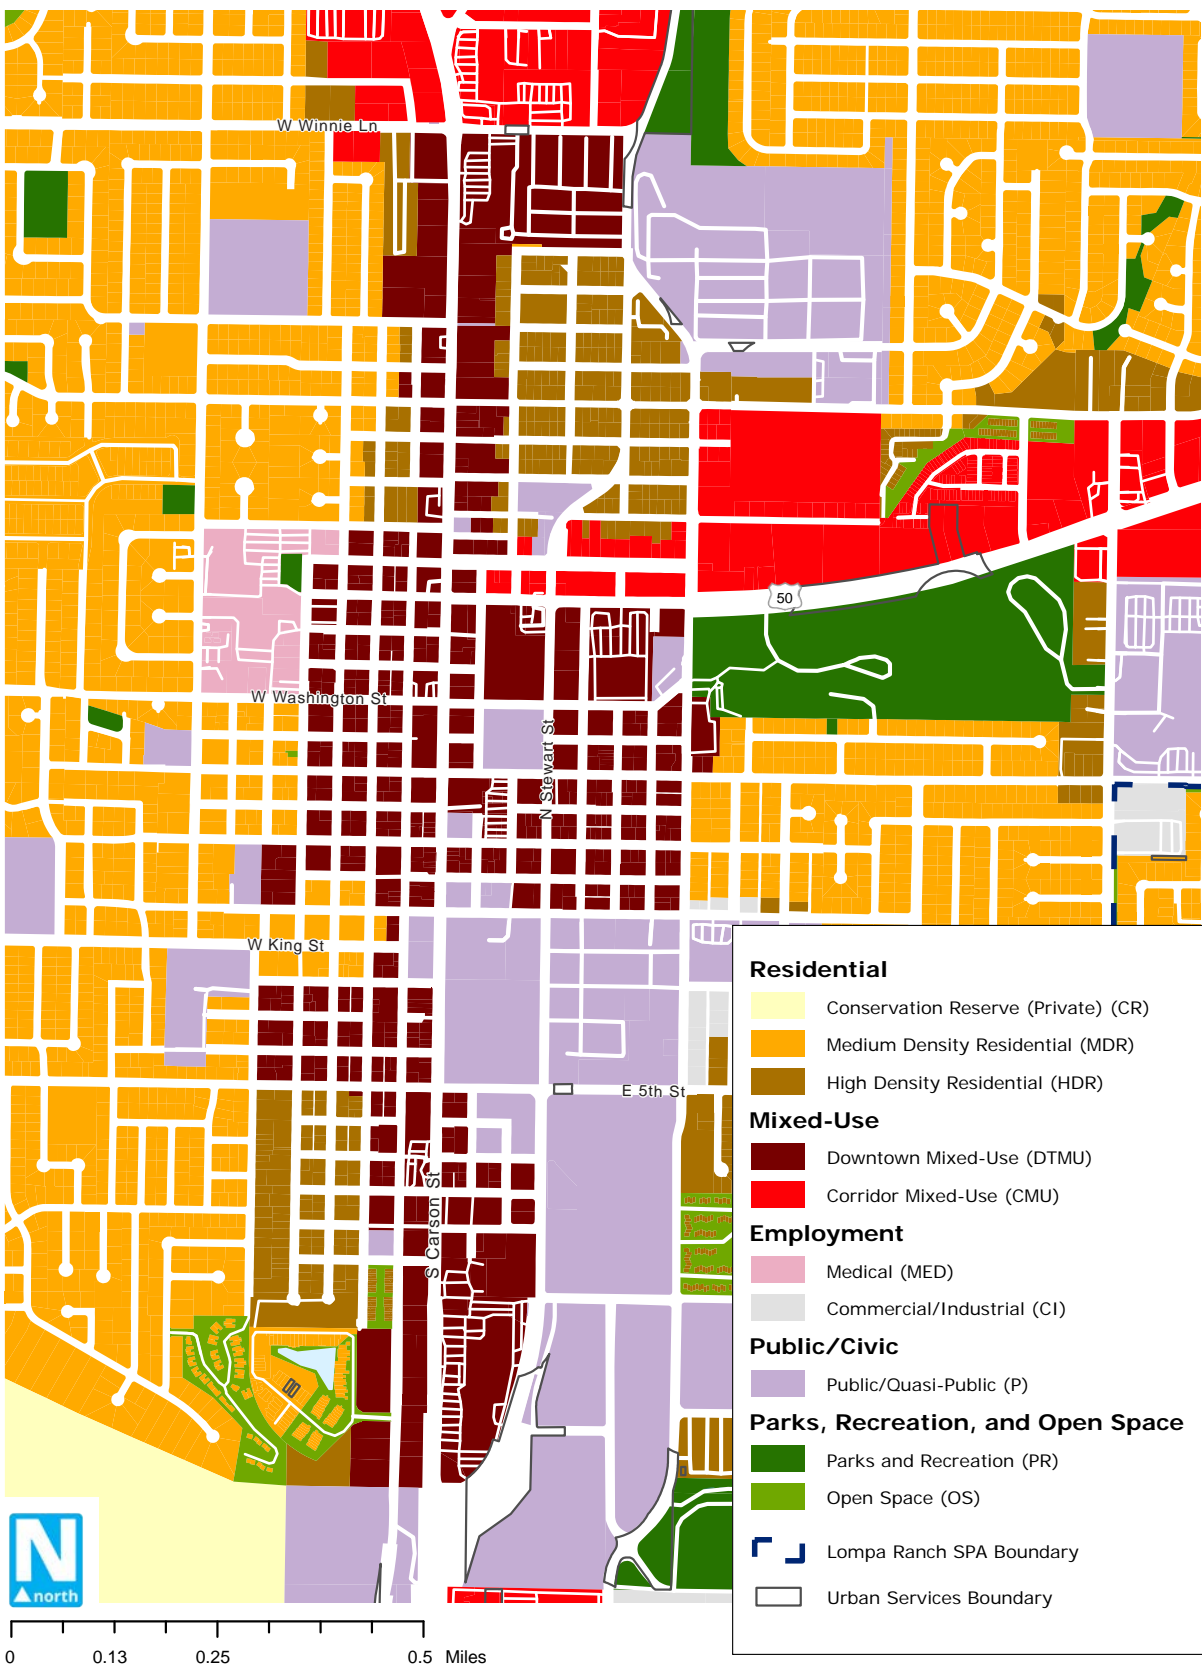 W Winnie Ln
50
W Washington St
N Stewart St
W King St
E 5th St
S Carson St
Residential
Conservation Reserve (Private) (CR)
Medium Density Residential (MDR)
High Density Residential (HDR)
Mixed-Use
Downtown Mixed-Use (DTMU)
Corridor Mixed-Use (CMU)
Employment
Medical (MED)
Commercial/Industrial (CI)
Public/Civic
Public/Quasi-Public (P)
Parks, Recreation, and Open Space
Parks and Recreation (PR)
Open Space (OS)
Lompa Ranch SPA Boundary
Urban Services Boundary
N
north
0 0.13 0.25 0.5 Miles